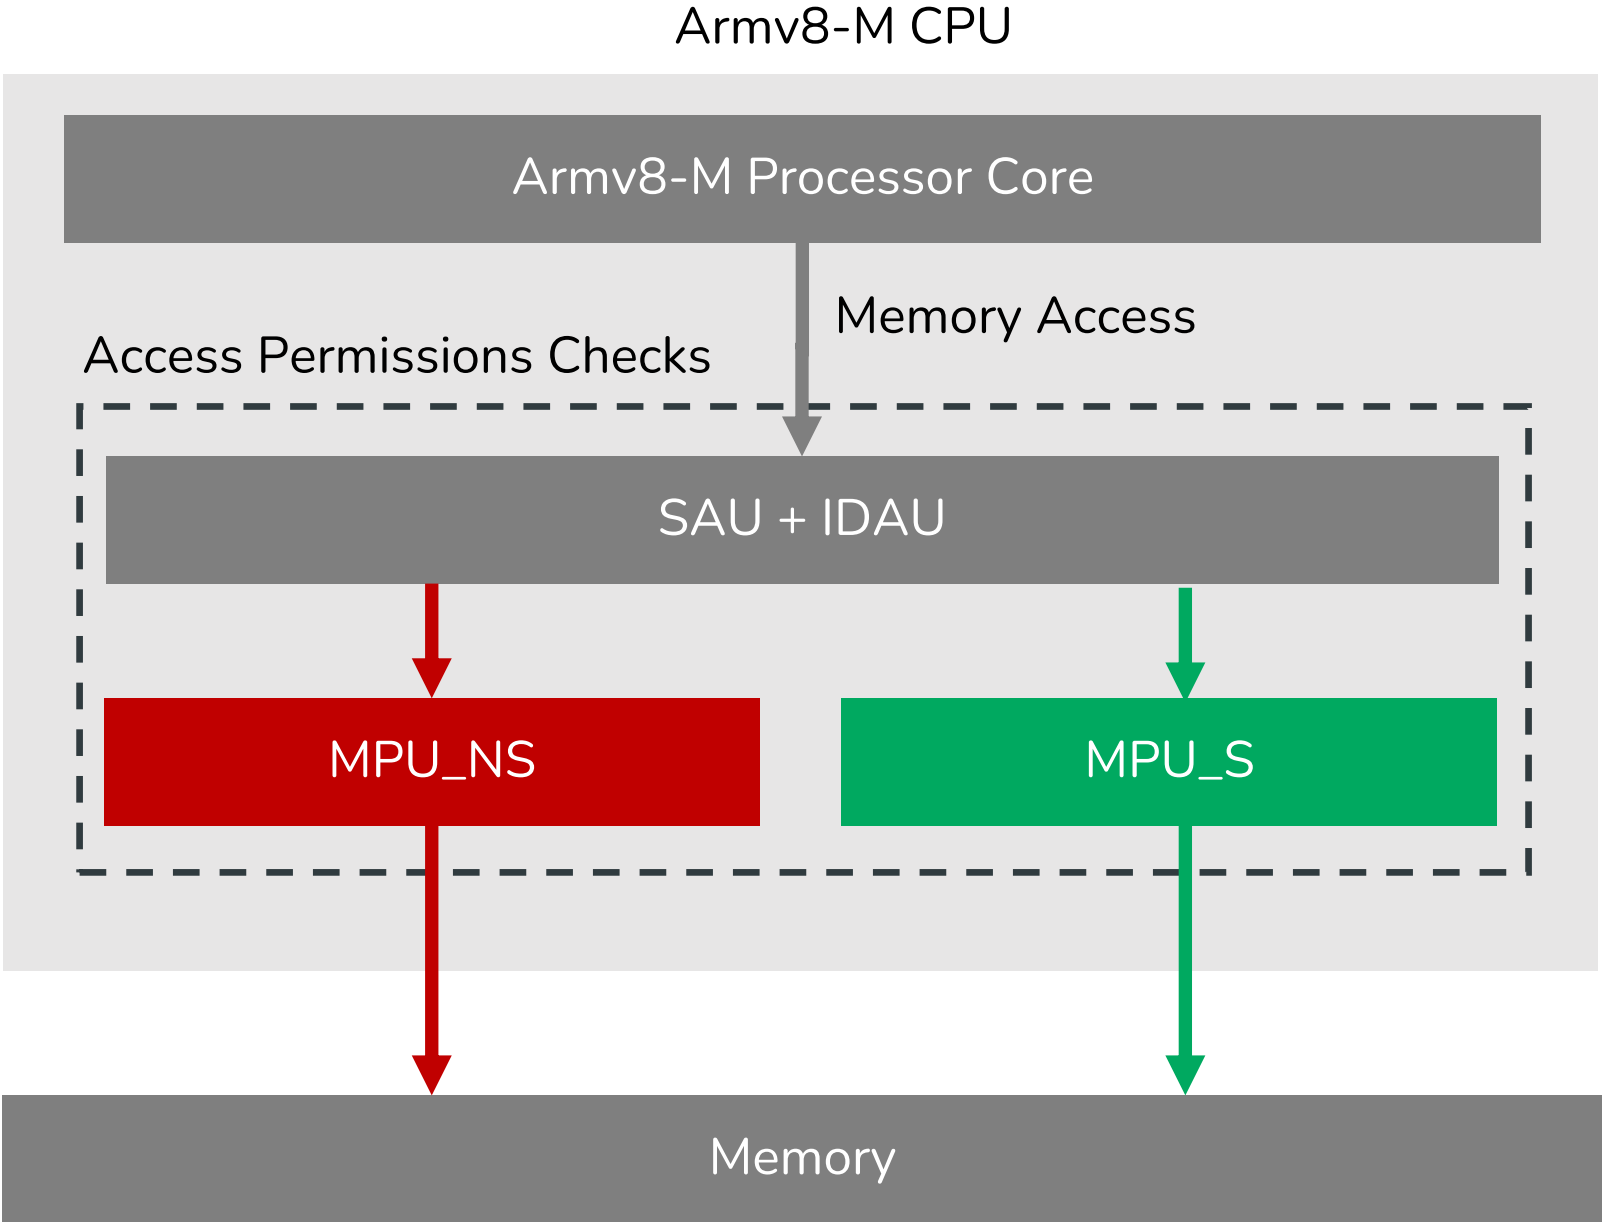 Armv8-M CPU
Armv8-M Processor Core
Memory Access
Access Permissions Checks
SAU + IDAU
MPU_NS
MPU_S
Memory